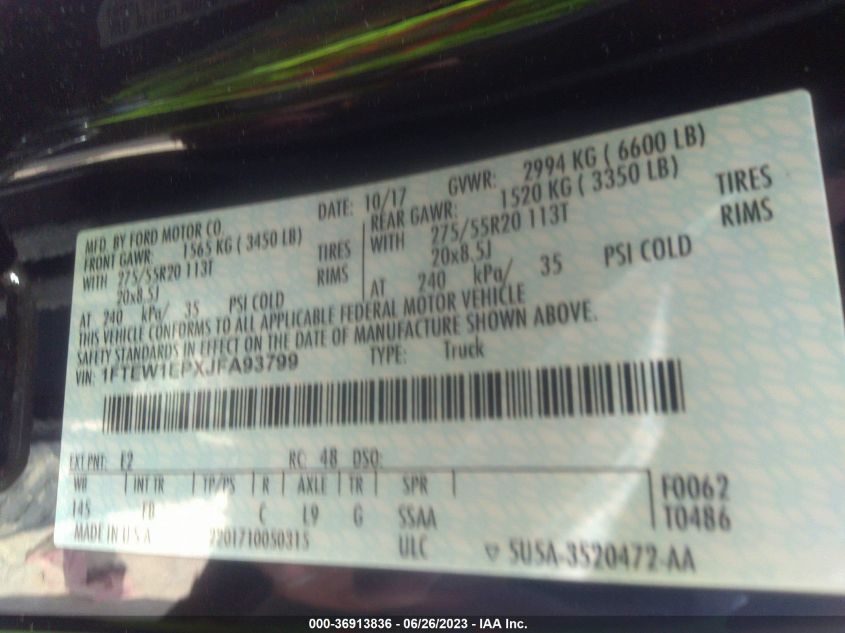 MFD. BY FORD MOTOR CO.
DATE: 10/17 GVWR: 2994 KG ( 6600 LB)
FRONT GAWR: 1565 KG ( 3450 LB)
REAR GAWR: 1520 KG ( 3350 LB)
WITH 275/55R20 113T TIRES
WITH 275/55R20 113T TIRES
20x8.5J RIMS
20x8.5J RIMS
AT 240 kPa/ 35 PSI COLD
AT 240 kPa/ 35 PSI COLD
THIS VEHICLE CONFORMS TO ALL APPLICABLE FEDERAL MOTOR VEHICLE
SAFETY STANDARDS IN EFFECT ON THE DATE OF MANUFACTURE SHOWN ABOVE.
VIN: 1FTEW1EPXJFA93799 TYPE: Truck
EXT PNT: E2 RC: 48 DSO:
WB INT TR TP/PS R AXLE TR SPR
145 FB C L9 G SSAA
F0062
T0486
MADE IN U.S.A ULC 5U5A-3520472-AA
000-36913836 - 06/26/2023 - IAA Inc.